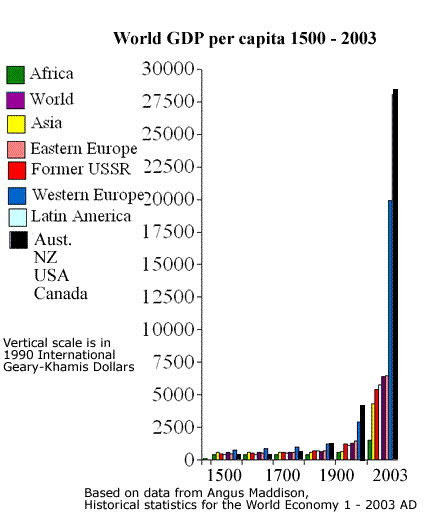 World GDP per capita 1500 - 2003
Africa
World
Asia
Eastern Europe
Former USSR
Western Europe
Latin America
Aust.
NZ
USA
Canada
Vertical scale is in
1990 International
Geary-Khamis Dollars
30000
27500
25000
22500
20000
17500
15000
12500
10000
7500
5000
2500
0
1500 1700 1900 2003
Based on data from Angus Maddison,
Historical statistics for the World Economy 1 - 2003 AD